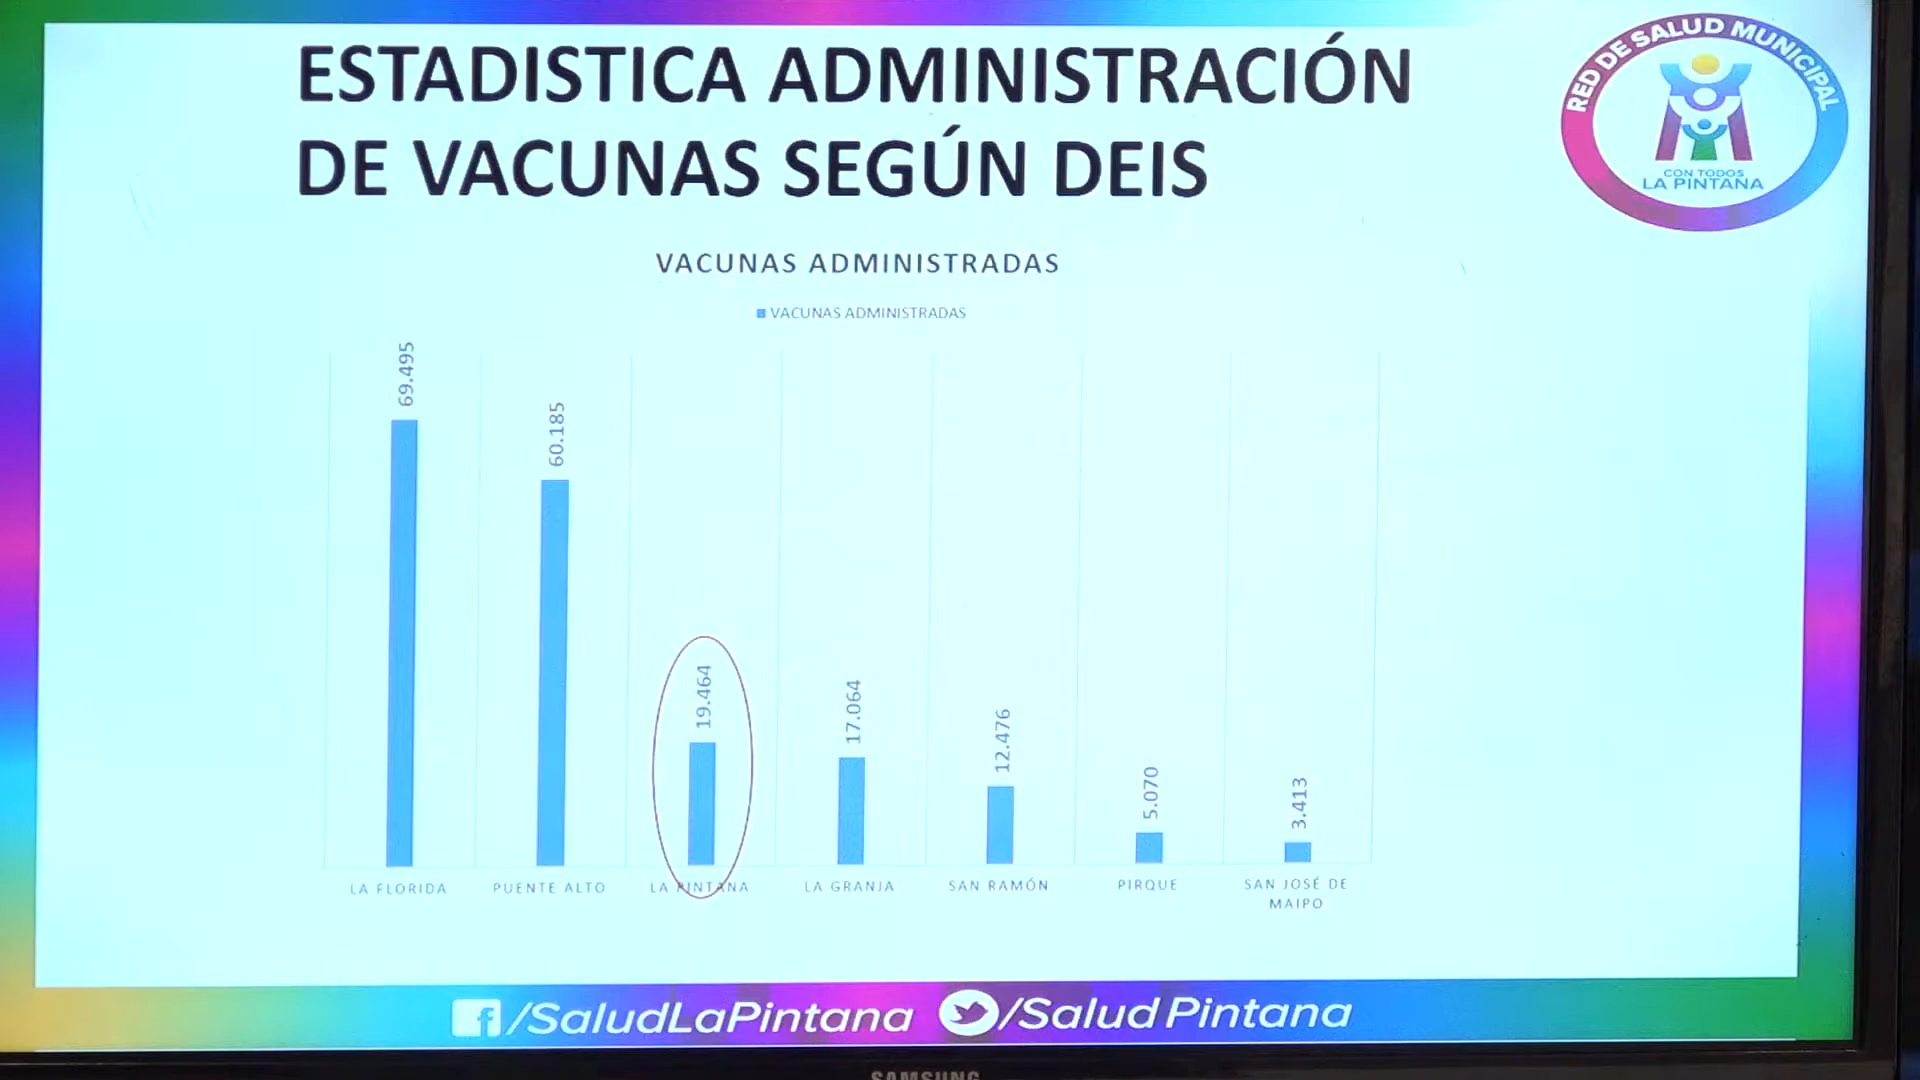 ESTADISTICA ADMINISTRACIÓN
DE VACUNAS SEGÚN DEIS
RED DE SALUD MUNICIPAL
CON TODOS
LA PINTANA
VACUNAS ADMINISTRADAS
VACUNAS ADMINISTRADAS
69.495
60.185
19.464
17.064
12.476
5.070
3.413
LA FLORIDA
PUENTE ALTO
LA PINTANA
LA GRANJA
SAN RAMÓN
PIRQUE
SAN JOSÉ DE
MAIPO
/SaludLaPintana
/Salud Pintana
SAMSUNG